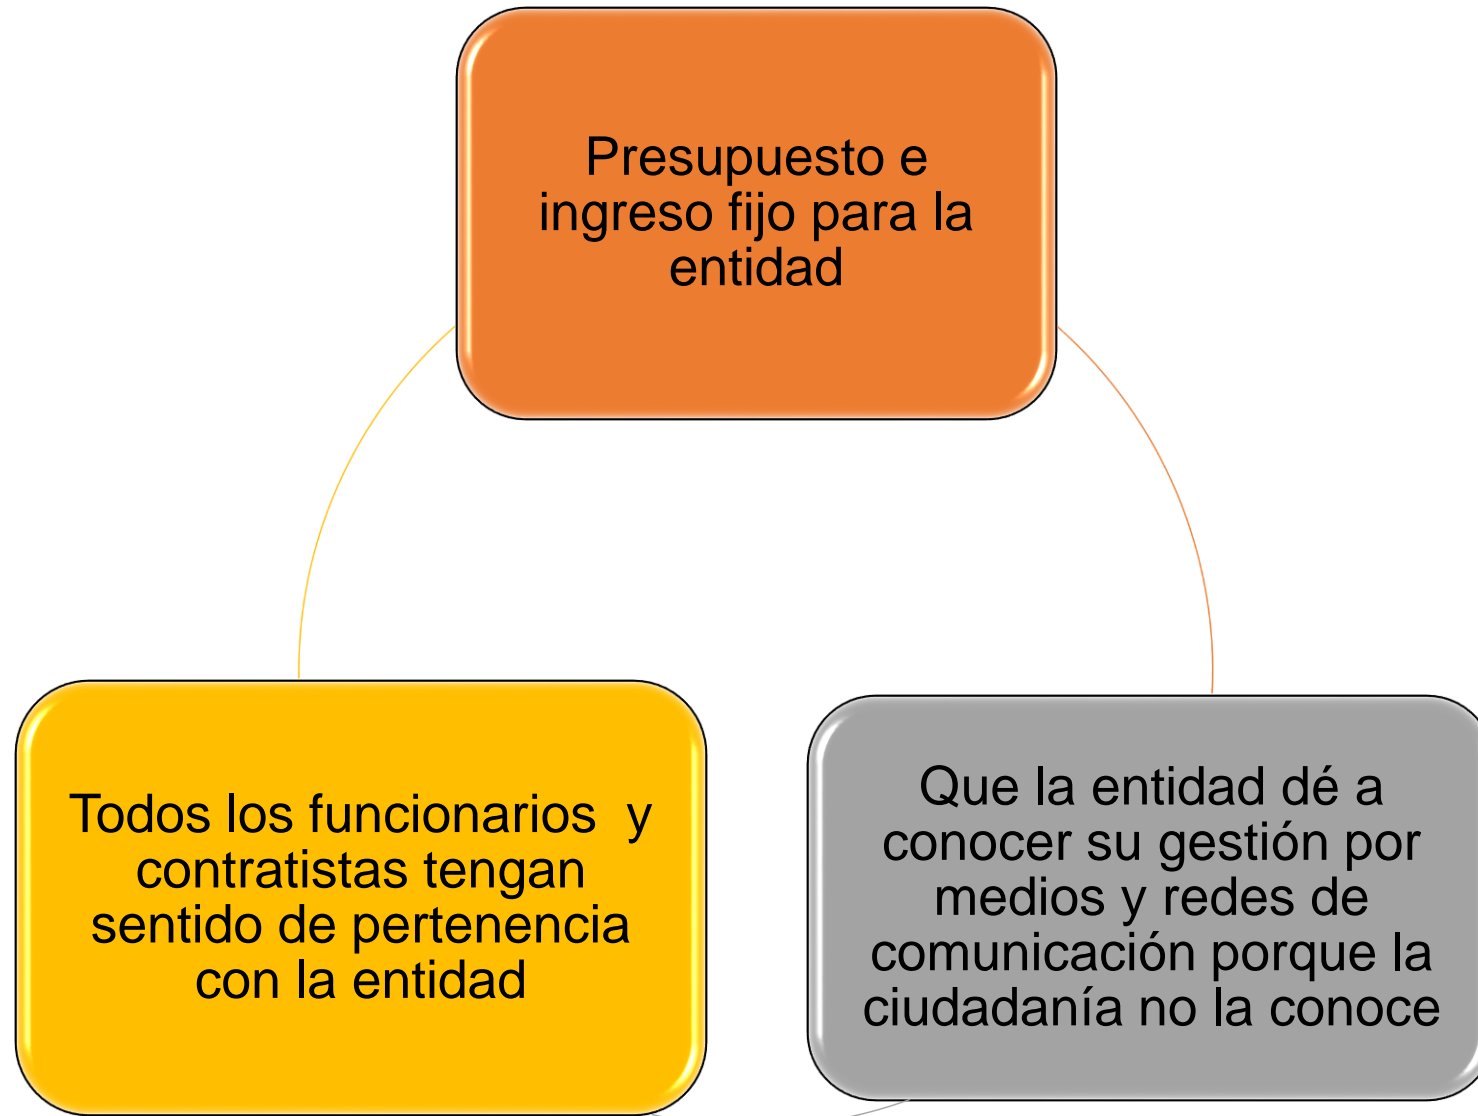 Presupuesto e
ingreso fijo para la
entidad
Todos los funcionarios  y
contratistas tengan
sentido de pertenencia
con la entidad
Que la entidad dé a
conocer su gestión por
medios y redes de
comunicación porque la
ciudadanía no la conoce